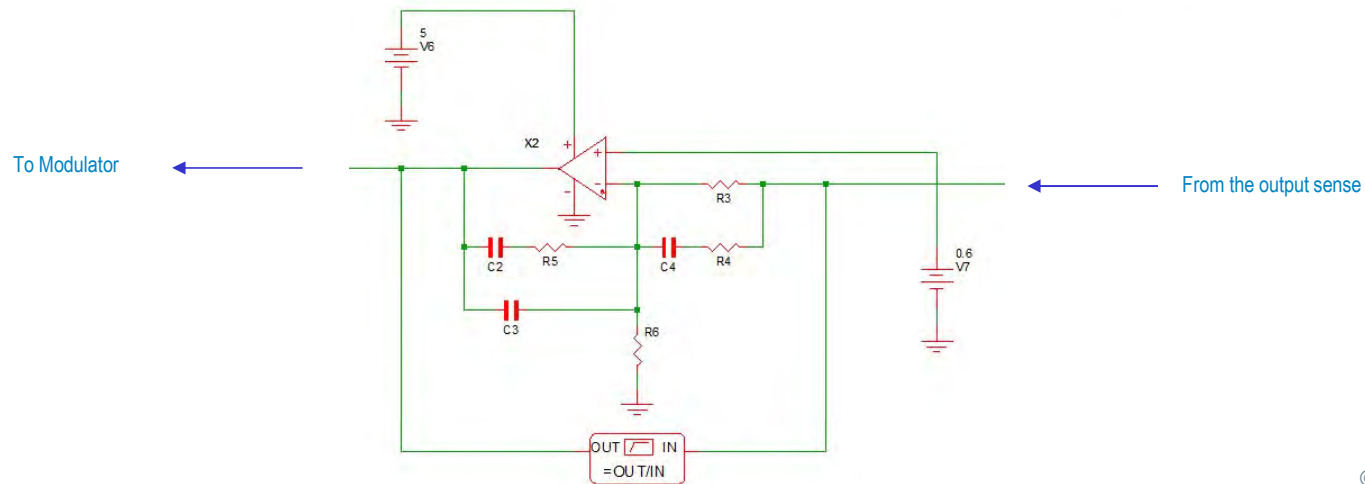 5
V6
X2
+
+
-
-
To Modulator
R3
From the output sense
C2
R5
C4
R4
0.6
V7
C3
R6
OUT IN
=OUT/IN
©